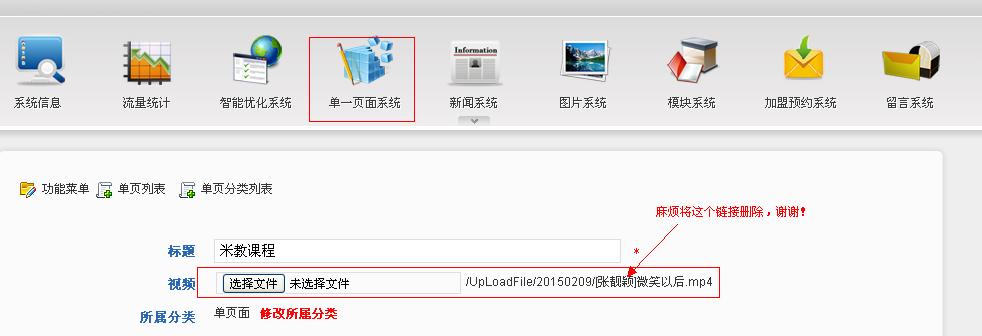 系统信息 流量统计 智能优化系统 单一页面系统 Information 新闻系统 图片系统 模块系统 加盟预约系统 留言系统
功能菜单 单页列表 单页分类列表
麻烦将这个链接删除，谢谢！
标题 米教课程 *
视频 选择文件 未选择文件 /UpLoadFile/20150209/[张靓颖]微笑以后.mp4
所属分类 单页面 修改所属分类